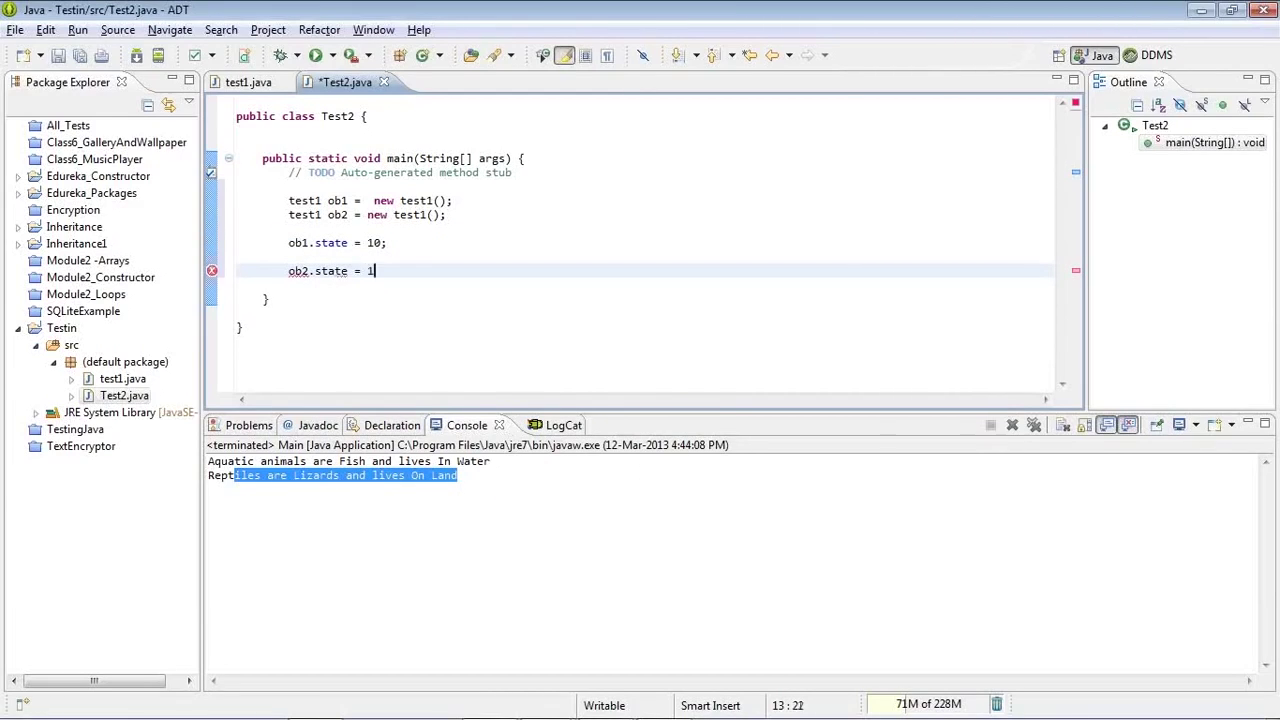 Java - Testin/src/Test2.java - ADT
File Edit Run Source Navigate Search Project Refactor Window Help
Java DDMS
Package Explorer
test1.java *Test2.java
Outline
All_Tests
Class6_GalleryAndWallpaper
Class6_MusicPlayer
Edureka_Constructor
Edureka_Packages
Encryption
Inheritance
Inheritance1
Module2 -Arrays
Module2_Constructor
Module2_Loops
SQLiteExample
Testin
src
(default package)
test1.java
Test2.java
JRE System Library [JavaSE-
TestingJava
TextEncryptor
public class Test2 {
public static void main(String[] args) {
// TODO Auto-generated method stub
test1 ob1 =  new test1();
test1 ob2 = new test1();
ob1.state = 10;
ob2.state = 1
}
}
Test2
main(String[]) : void
Problems Javadoc Declaration Console LogCat
<terminated> Main [Java Application] C:\Program Files\Java\jre7\bin\javaw.exe (12-Mar-2013 4:44:08 PM)
Aquatic animals are Fish and lives In Water
Reptiles are Lizards and lives On Land
Writable Smart Insert 13 : 22 71M of 228M